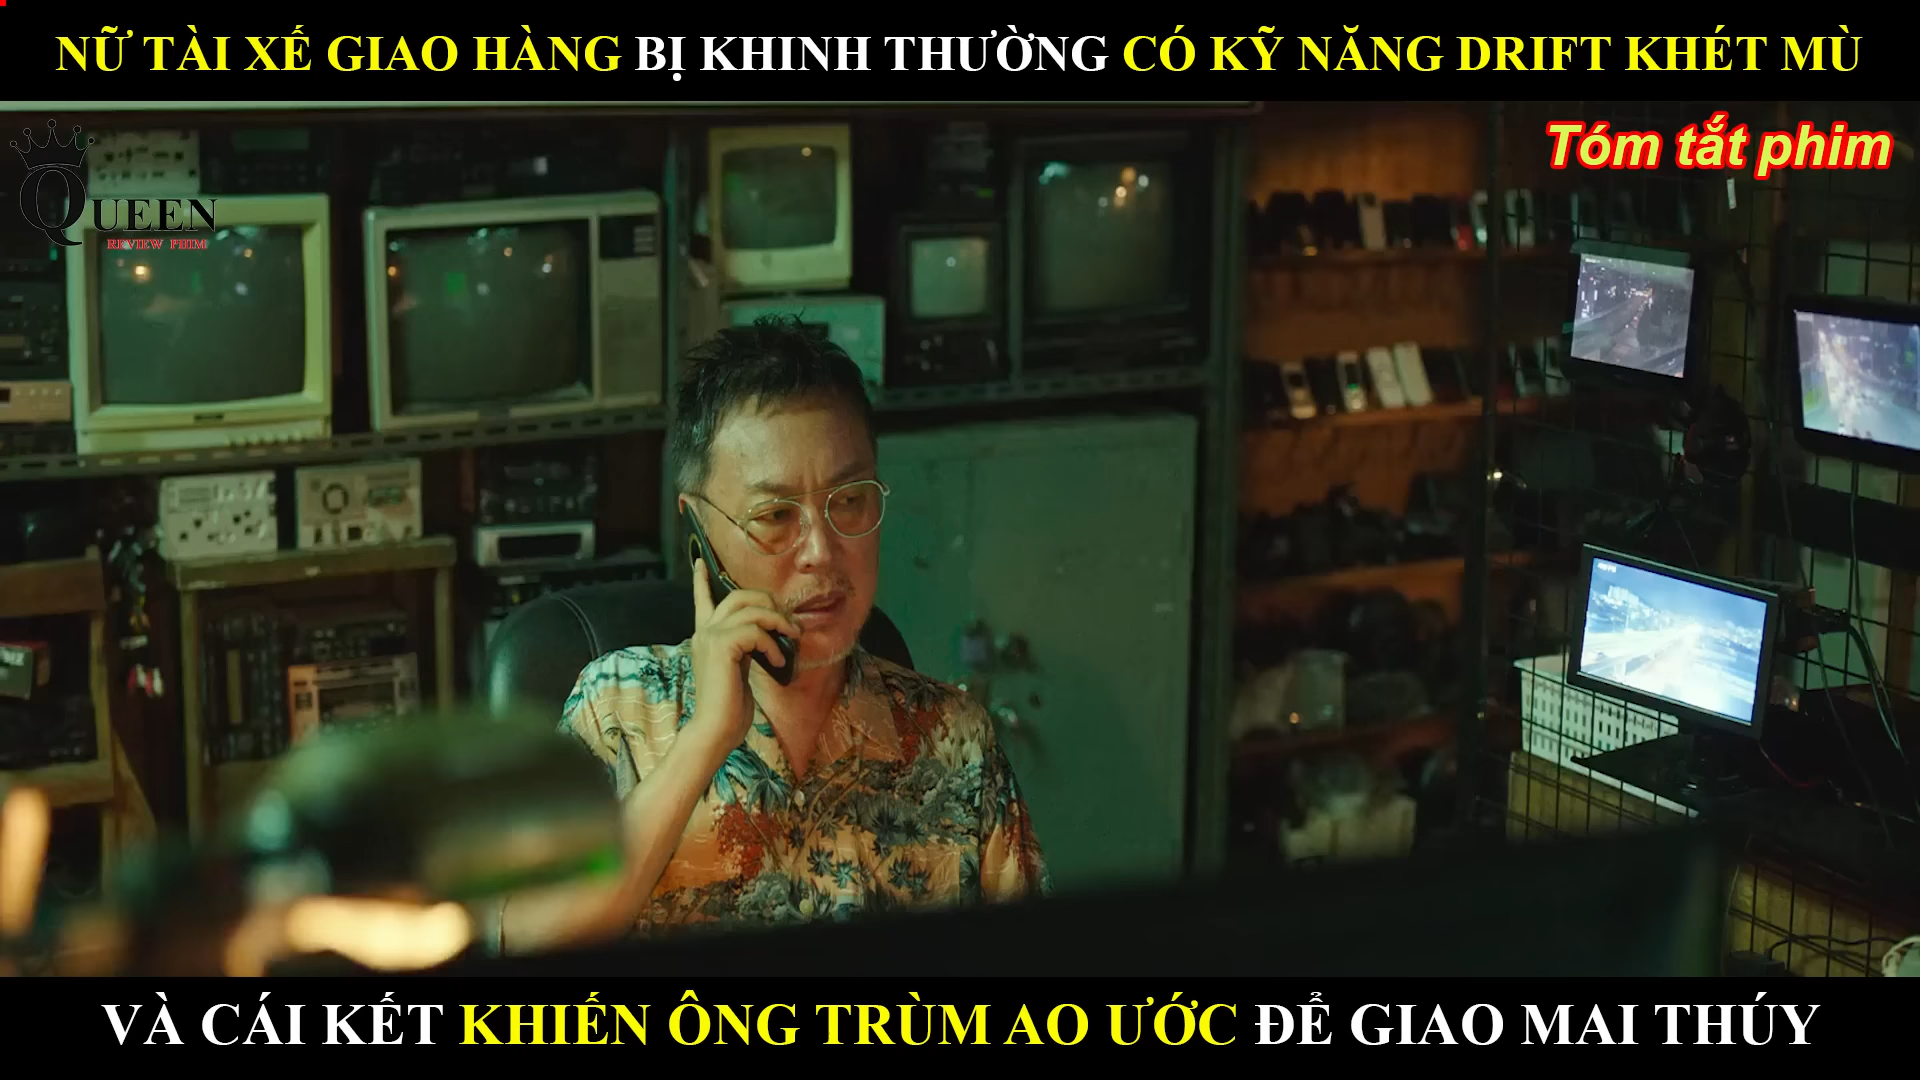 NỮ TÀI XẾ GIAO HÀNG BỊ KHINH THƯỜNG CÓ KỸ NĂNG DRIFT KHÉT MÙ
Tóm tắt phim
QUEEN
REVIEW PHIM
VÀ CÁI KẾT KHIẾN ÔNG TRÙM AO ƯỚC ĐỂ GIAO MAI THÚY